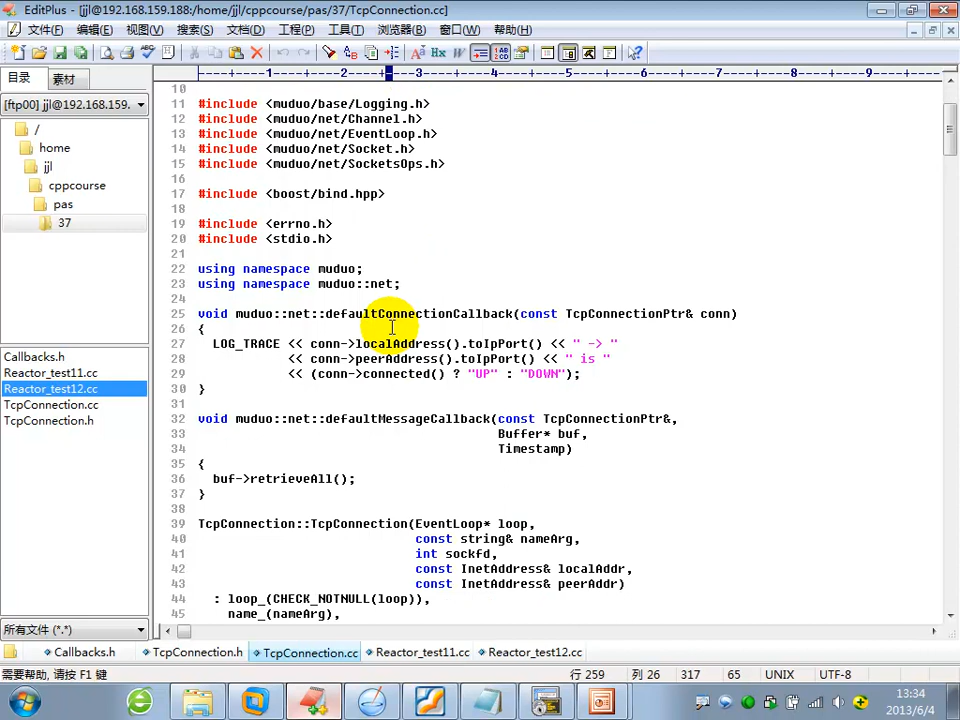 EditPlus - [jjl@192.168.159.188:/home/jjl/cppcourse/pas/37/TcpConnection.cc]
文件(F) 编辑(E) 视图(V) 搜索(S) 文档(D) 工程(P) 工具(T) 浏览器(B) 窗口(W) 帮助(H)
目录 素材
----+----1----+----2----+----3----+----4----+----5----+----6----+----7----+----8----+----9----+
[ftp00] jjl@192.168.159.
/
home
jjl
cppcourse
pas
37
Callbacks.h
Reactor_test11.cc
Reactor_test12.cc
TcpConnection.cc
TcpConnection.h
所有文件 (*.*)
10
11 #include <muduo/base/Logging.h>
12 #include <muduo/net/Channel.h>
13 #include <muduo/net/EventLoop.h>
14 #include <muduo/net/Socket.h>
15 #include <muduo/net/SocketsOps.h>
16
17 #include <boost/bind.hpp>
18
19 #include <errno.h>
20 #include <stdio.h>
21
22 using namespace muduo;
23 using namespace muduo::net;
24
25 void muduo::net::defaultConnectionCallback(const TcpConnectionPtr& conn)
26 {
27   LOG_TRACE << conn->localAddress().toIpPort() << " -> "
28             << conn->peerAddress().toIpPort() << " is "
29             << (conn->connected() ? "UP" : "DOWN");
30 }
31
32 void muduo::net::defaultMessageCallback(const TcpConnectionPtr&,
33                                         Buffer* buf,
34                                         Timestamp)
35 {
36   buf->retrieveAll();
37 }
38
39 TcpConnection::TcpConnection(EventLoop* loop,
40                              const string& nameArg,
41                              int sockfd,
42                              const InetAddress& localAddr,
43                              const InetAddress& peerAddr)
44   : loop_(CHECK_NOTNULL(loop)),
45     name_(nameArg),
Callbacks.h TcpConnection.h TcpConnection.cc Reactor_test11.cc Reactor_test12.cc
需要帮助, 请按 F1 键 行 259 列 26 317 65 UNIX UTF-8
13:34
2013/6/4